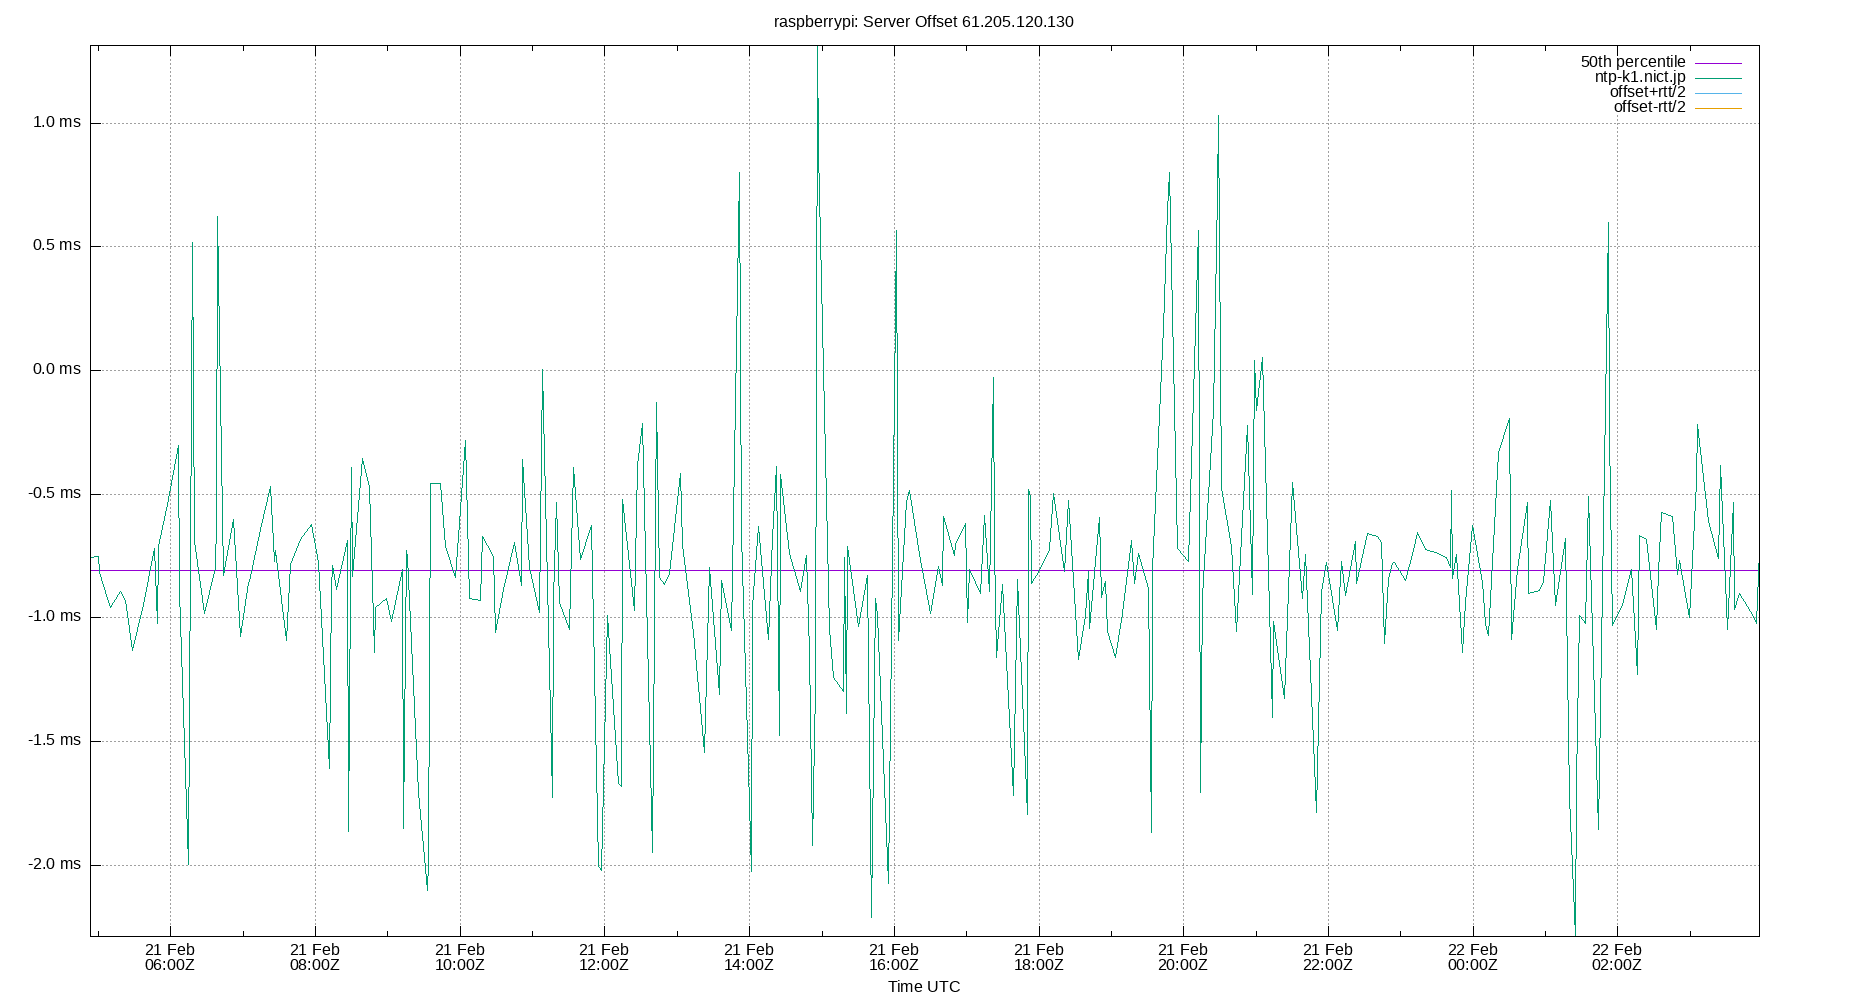 raspberrypi: Server Offset 61.205.120.130
50th percentile
ntp-k1.nict.jp
offset+rtt/2
offset-rtt/2
1.0 ms
0.5 ms
0.0 ms
-0.5 ms
-1.0 ms
-1.5 ms
-2.0 ms
21 Feb 21 Feb 21 Feb 21 Feb 21 Feb 21 Feb 21 Feb 21 Feb 21 Feb 22 Feb 22 Feb
06:00Z 08:00Z 10:00Z 12:00Z 14:00Z 16:00Z 18:00Z 20:00Z 22:00Z 00:00Z 02:00Z
Time UTC